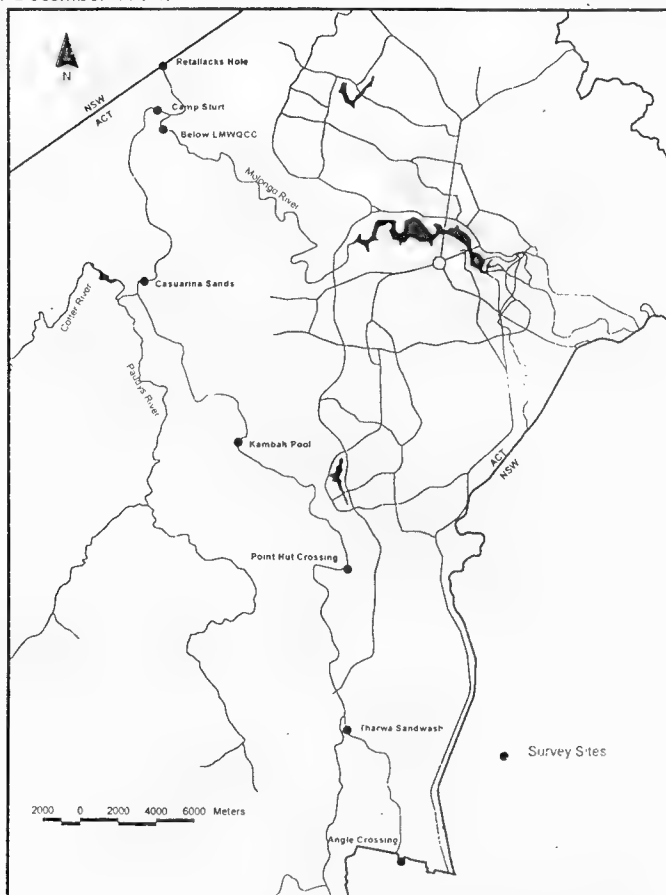 N
Retallacks Hole
NSW
ACT
Camp Sturt
Below LMWQCC
Molonglo River
Casuarina Sands
Cotter River
Paddys River
Kambah Pool
ACT
NSW
Point Hut Crossing
Tharwa Sandwash
Survey Sites
2000 0 2000 4000 6000 Meters
Angle Crossing